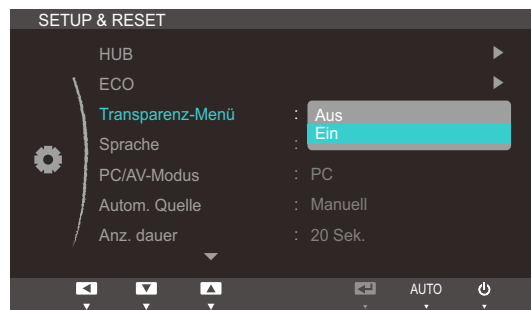 SETUP & RESET
HUB
ECO
Transparenz-Menü : Aus
Ein
Sprache :
PC/AV-Modus : PC
Autom. Quelle : Manuell
Anz. dauer : 20 Sek.
AUTO